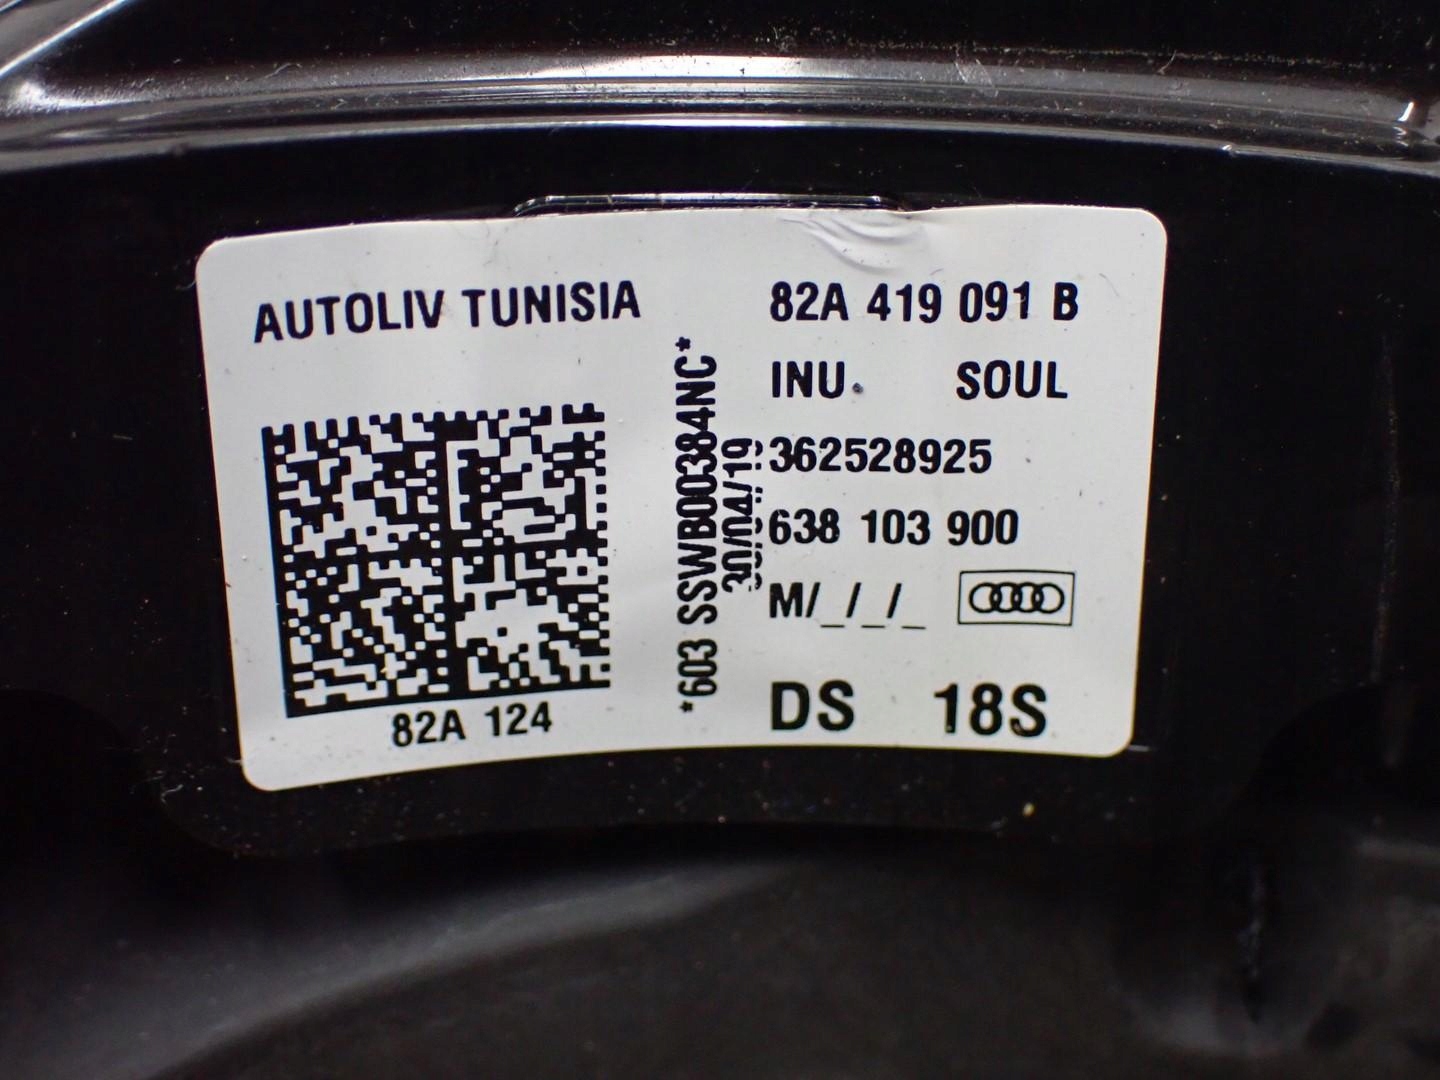 AUTOLIV TUNISIA
82A 124
*603 SSWB00384NC*
30/04/19
82A 419 091 B
INU. SOUL
362528925
638 103 900
M/_/_/_
DS 18S